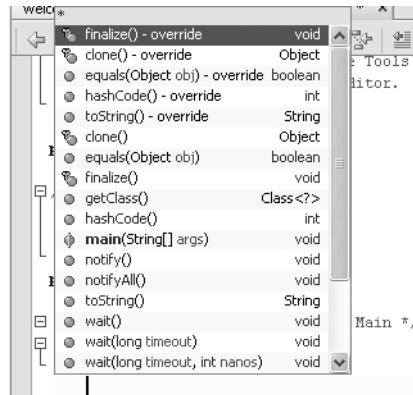 welc
*
* x
finalize() - override void
clone() - override Object
equals(Object obj) - override boolean
hashCode() - override int
toString() - override String
clone() Object
equals(Object obj) boolean
finalize() void
getClass() Class<?>
hashCode() int
main(String[] args) void
notify() void
notifyAll() void
toString() String
wait() void
wait(long timeout) void
wait(long timeout, int nanos) void
Tools
ditor.
Main *,